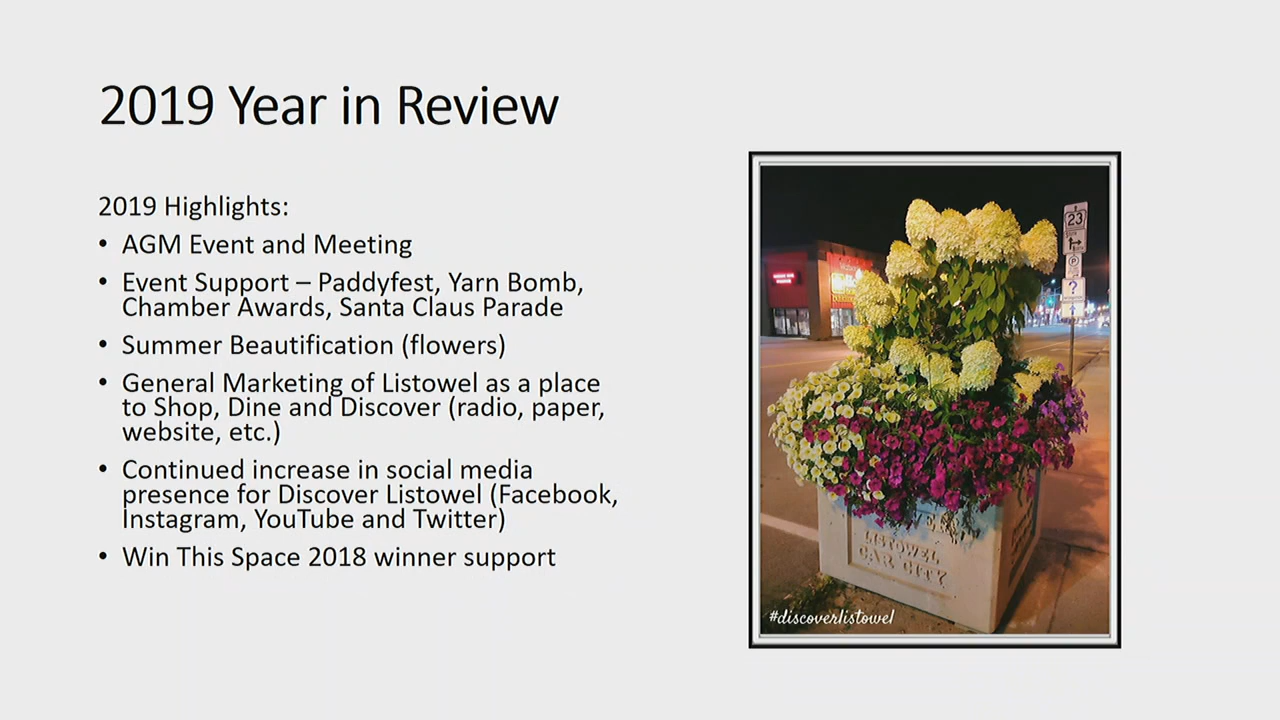 2019 Year in Review
2019 Highlights:
• AGM Event and Meeting
• Event Support – Paddyfest, Yarn Bomb,
Chamber Awards, Santa Claus Parade
• Summer Beautification (flowers)
• General Marketing of Listowel as a place
to Shop, Dine and Discover (radio, paper,
website, etc.)
• Continued increase in social media
presence for Discover Listowel (Facebook,
Instagram, YouTube and Twitter)
• Win This Space 2018 winner support
23
P
?
LISTOWEL
CAR CITY
#discoverlistowel